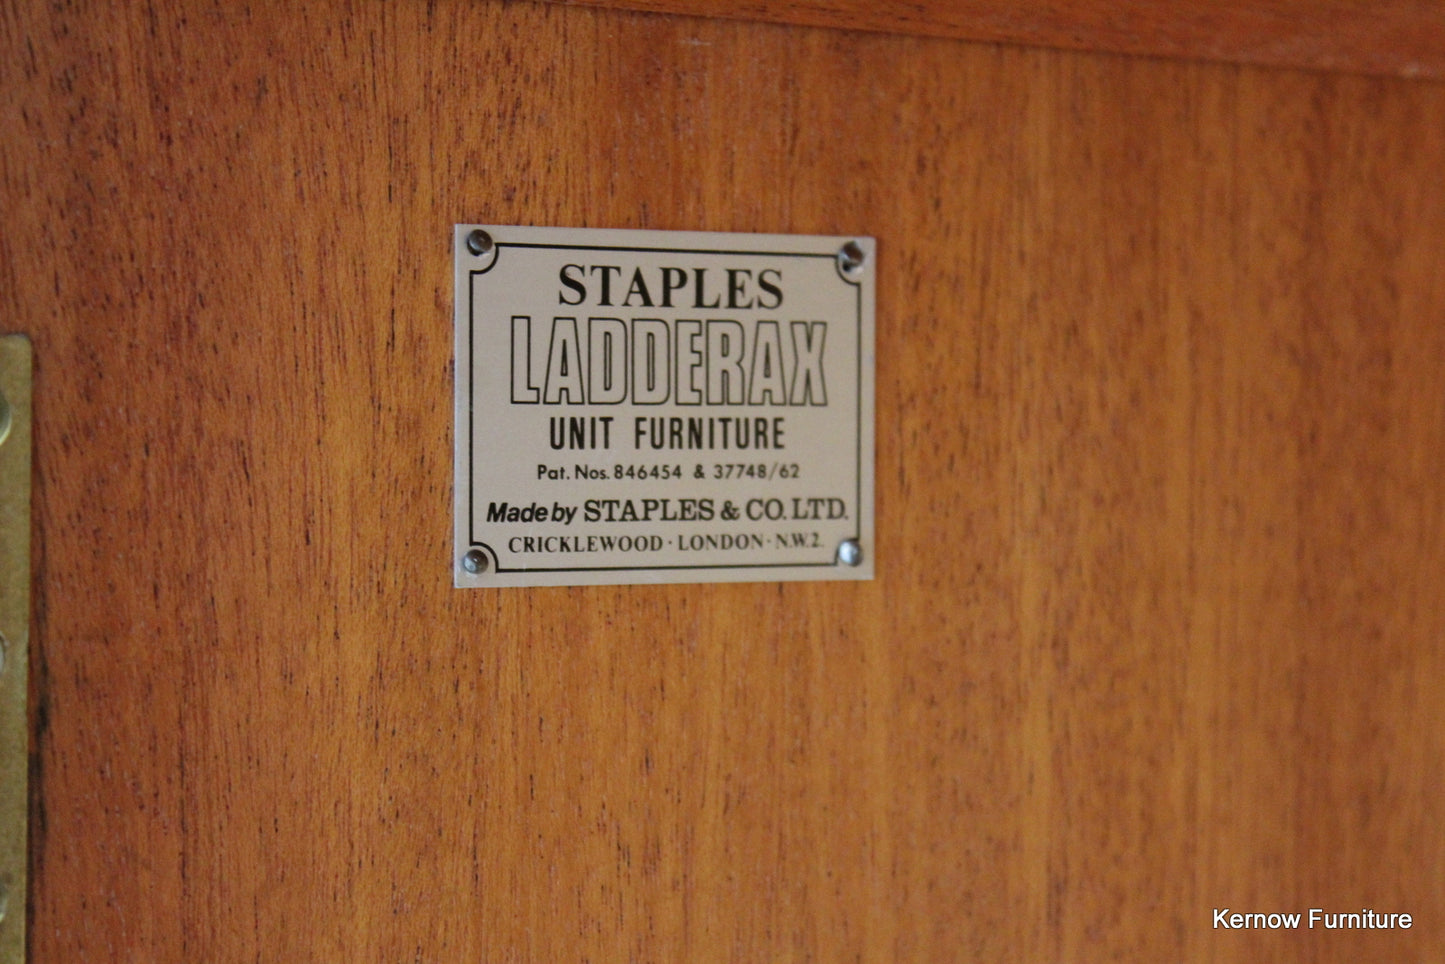 STAPLES
LADDERAX
UNIT FURNITURE
Pat. Nos. 846454 & 37748/62
Made by STAPLES & CO. LTD.
CRICKLEWOOD · LONDON · N.W.2.
Kernow Furniture